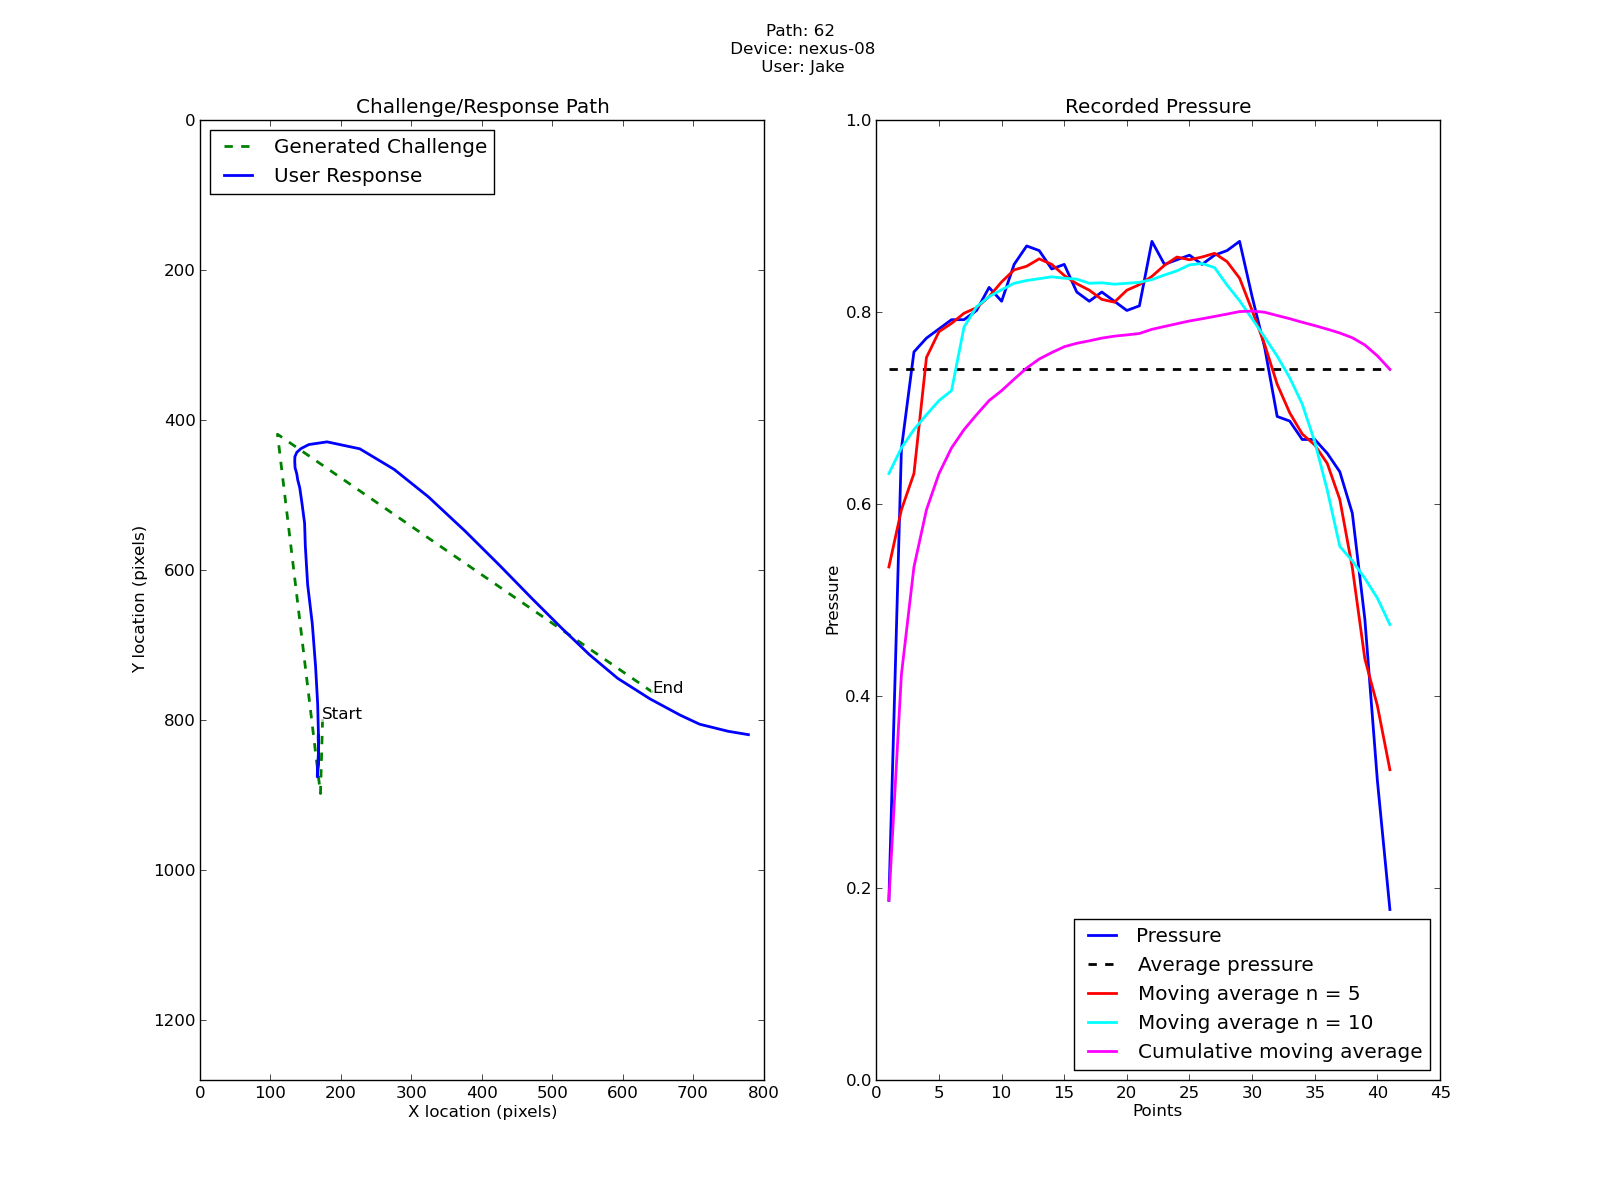 Path: 62
Device: nexus-08
User: Jake
Challenge/Response Path
Generated Challenge
User Response
0
200
400
600
800
1000
1200
Y location (pixels)
Start
End
0 100 200 300 400 500 600 700 800
X location (pixels)
Recorded Pressure
1.0
0.8
0.6
0.4
0.2
0.0
Pressure
Pressure
Average pressure
Moving average n = 5
Moving average n = 10
Cumulative moving average
0 5 10 15 20 25 30 35 40 45
Points